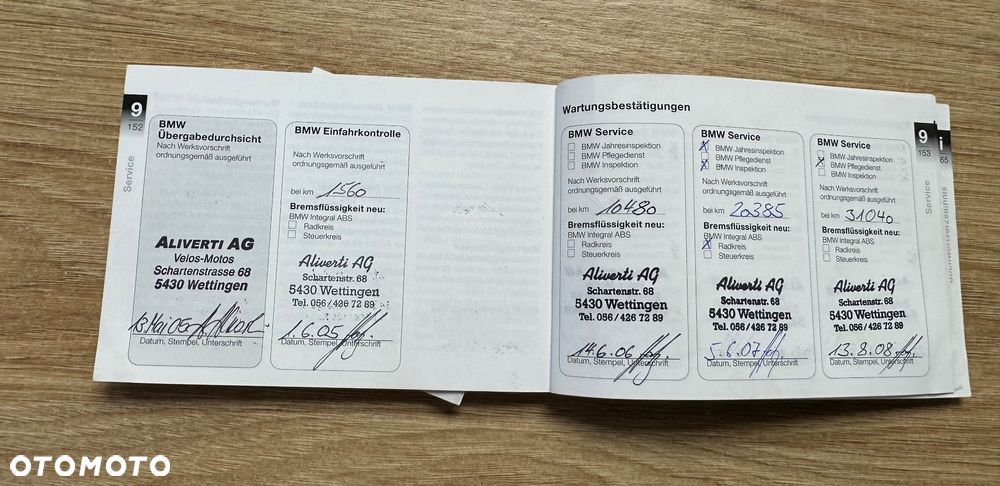 9
152
Service
BMW
Übergabedurchsicht
Nach Werksvorschrift
ordnungsgemäß ausgeführt
ALIVERTI AG
Velos-Motos
Schartenstrasse 68
5430 Wettingen
13. Mai 05
Datum, Stempel, Unterschrift
BMW Einfahrkontrolle
Nach Werksvorschrift
ordnungsgemäß ausgeführt
bei km 1560
Bremsflüssigkeit neu:
BMW Integral ABS
Radkreis
Steuerkreis
Aliverti AG
Schartenstr. 68
5430 Wettingen
Tel. 056/426 72 89
1.6.05
Datum, Stempel, Unterschrift
Wartungsbestätigungen
BMW Service
BMW Jahresinspektion
BMW Pflegedienst
BMW Inspektion
Nach Werksvorschrift
ordnungsgemäß ausgeführt
bei km 10480
Bremsflüssigkeit neu:
BMW Integral ABS
Radkreis
Steuerkreis
Aliverti AG
Schartenstr. 68
5430 Wettingen
Tel. 056/426 72 89
14.6.06
Datum, Stempel, Unterschrift
BMW Service
X BMW Jahresinspektion
BMW Pflegedienst
X BMW Inspektion
Nach Werksvorschrift
ordnungsgemäß ausgeführt
bei km 20385
Bremsflüssigkeit neu:
BMW Integral ABS
X Radkreis
Steuerkreis
Aliverti AG
Schartenstr. 68
5430 Wettingen
Tel. 056/426 72 89
5.6.07
Datum, Stempel, Unterschrift
BMW Service
X BMW Jahresinspektion
BMW Pflegedienst
BMW Inspektion
Nach Werksvorschrift
ordnungsgemäß ausgeführt
bei km 31040
Bremsflüssigkeit neu:
BMW Integral ABS
Radkreis
Steuerkreis
Aliverti AG
Schartenstr. 68
5430 Wettingen
Tel. 056/426 72 89
13.8.08
Datum, Stempel, Unterschrift
9
153
Service
i
65
Stichwortverzeichnis
OTOMOTO